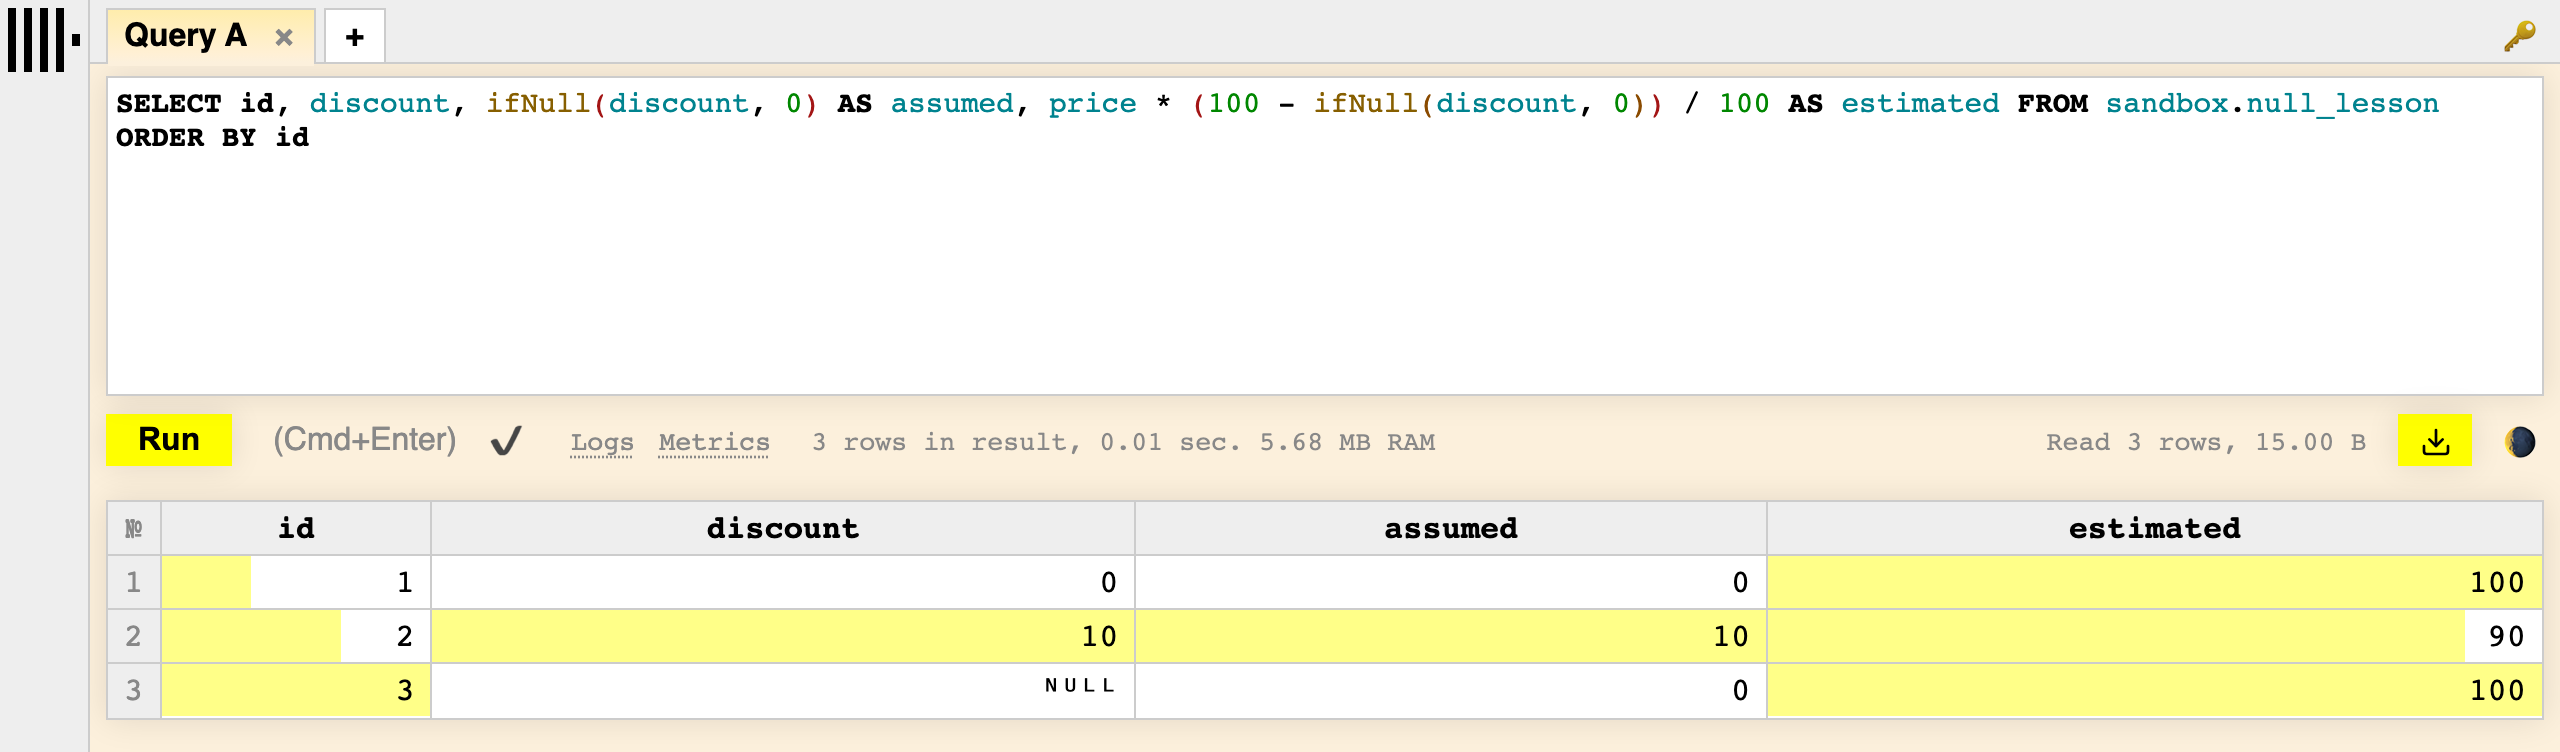 Query A × +
SELECT id, discount, ifNull(discount, 0) AS assumed, price * (100 - ifNull(discount, 0)) / 100 AS estimated FROM sandbox.null_lesson
ORDER BY id
Run (Cmd+Enter) ✔ Logs Metrics 3 rows in result, 0.01 sec. 5.68 MB RAM Read 3 rows, 15.00 B
№ id discount assumed estimated
1 1 0 0 100
2 2 10 10 90
3 3 NULL 0 100